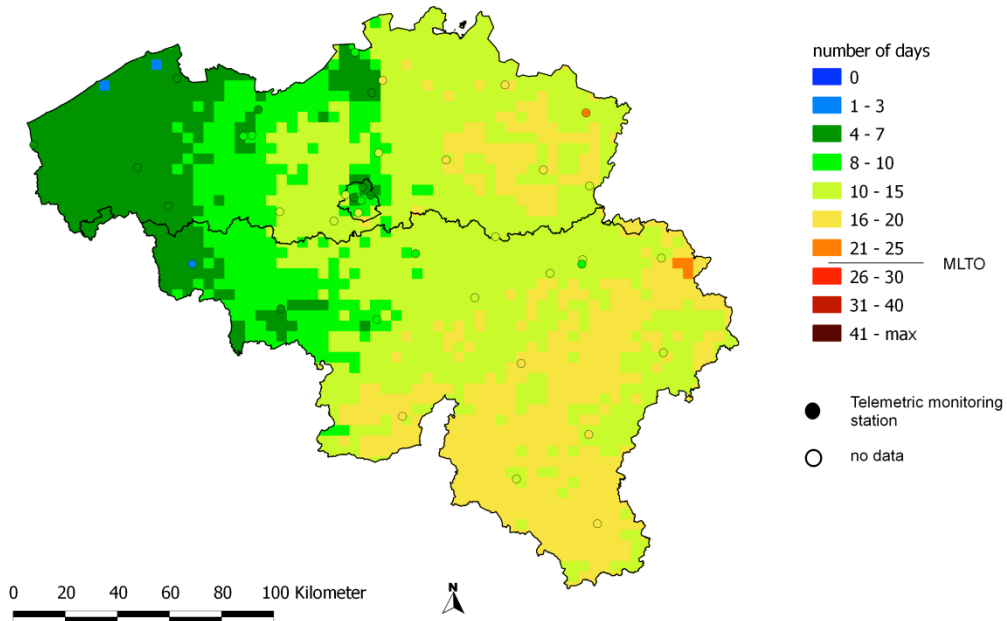 number of days
0
1 - 3
4 - 7
8 - 10
10 - 15
16 - 20
21 - 25
MLTO
26 - 30
31 - 40
41 - max
Telemetric monitoring
station
no data
0 20 40 60 80 100 Kilometer
N